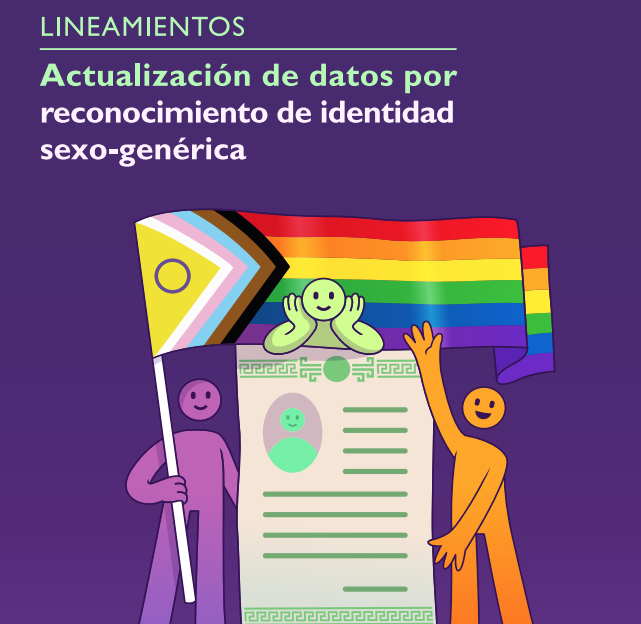 LINEAMIENTOS
Actualización de datos por
reconocimiento de identidad
sexo-genérica